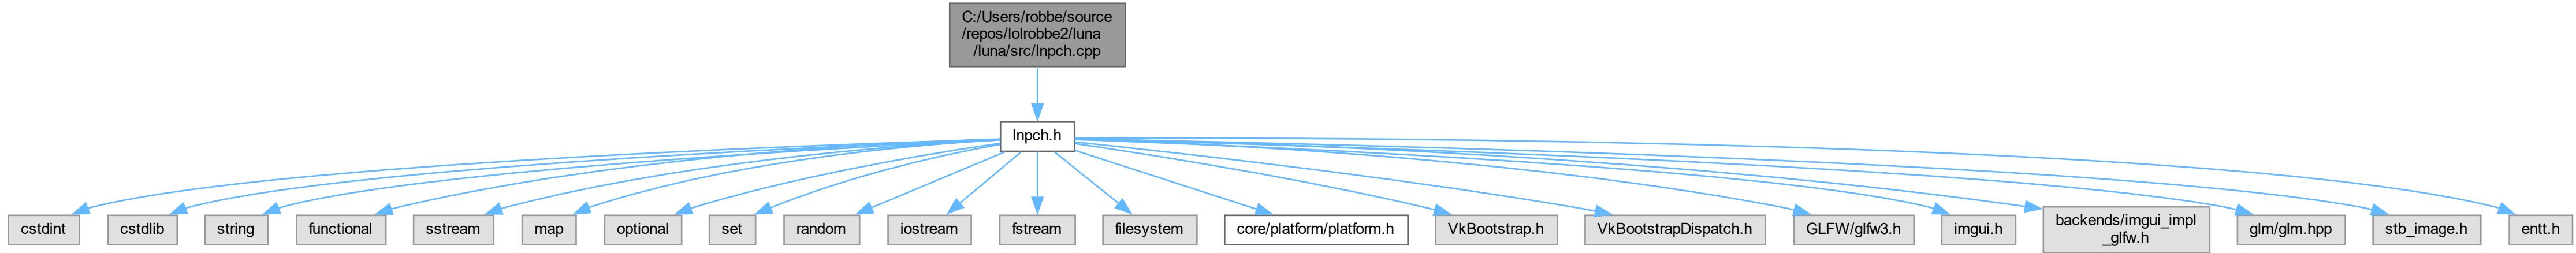 C:/Users/robbe/source
/repos/lolrobbe2/luna
/luna/src/lnpch.cpp
lnpch.h
cstdint
cstdlib
string
functional
sstream
map
optional
set
random
iostream
fstream
filesystem
core/platform/platform.h
VkBootstrap.h
VkBootstrapDispatch.h
GLFW/glfw3.h
imgui.h
backends/imgui_impl
_glfw.h
glm/glm.hpp
stb_image.h
entt.h